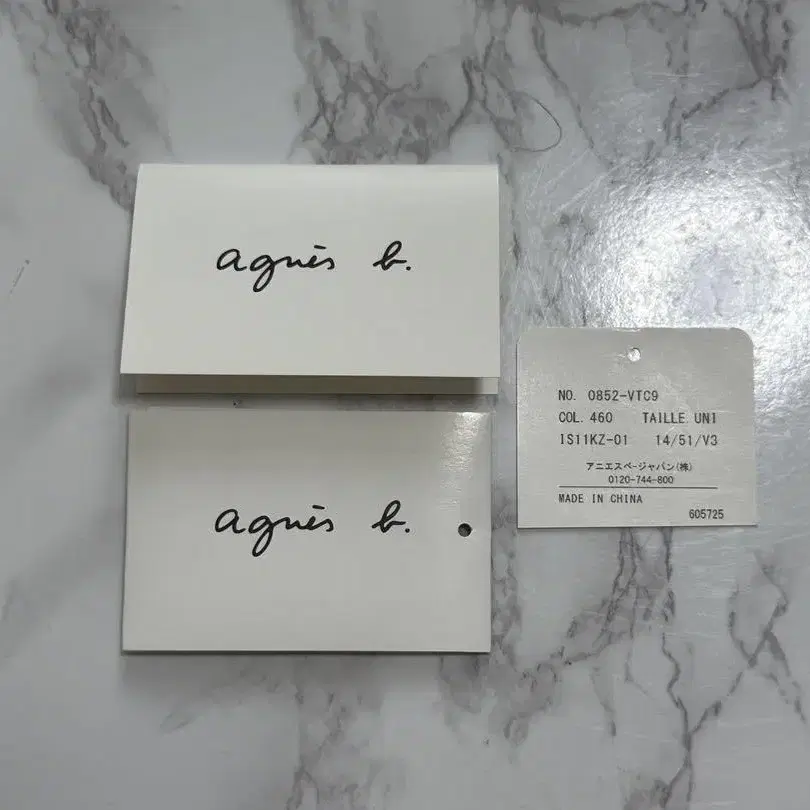 agnès b.
agnès b.
NO. 0852-VTC9
COL. 460 TAILLE UNI
IS11KZ-01 14/51/V3
アニエスベージャパン(株)
0120-744-800
MADE IN CHINA
605725